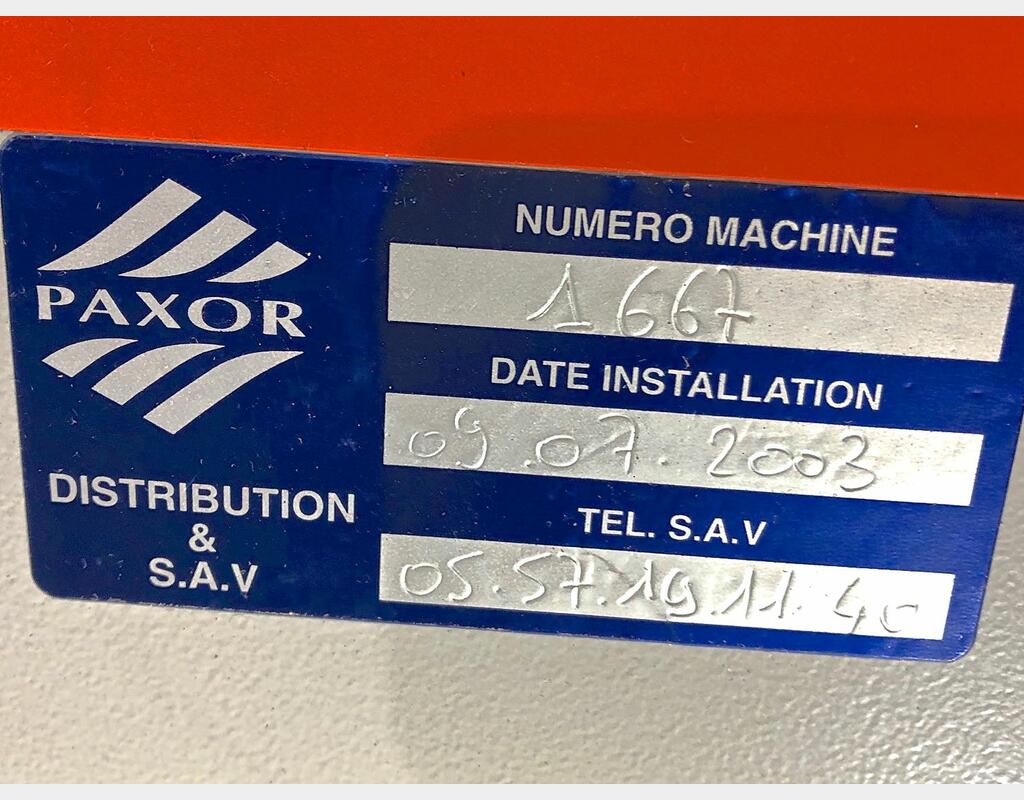 PAXOR
DISTRIBUTION
&
S.A.V
NUMERO MACHINE
1667
DATE INSTALLATION
09.07.2003
TEL. S.A.V
05.57.19.11.40